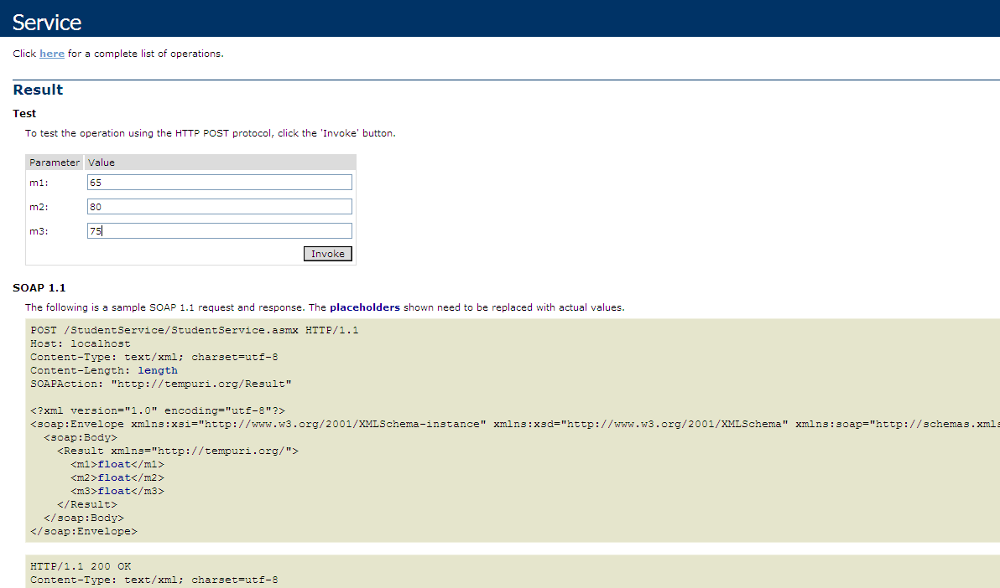 Service
Click here for a complete list of operations.
Result
Test
To test the operation using the HTTP POST protocol, click the 'Invoke' button.
Parameter Value
m1: 65
m2: 80
m3: 75
Invoke
SOAP 1.1
The following is a sample SOAP 1.1 request and response. The placeholders shown need to be replaced with actual values.
POST /StudentService/StudentService.asmx HTTP/1.1
Host: localhost
Content-Type: text/xml; charset=utf-8
Content-Length: length
SOAPAction: "http://tempuri.org/Result"
<?xml version="1.0" encoding="utf-8"?>
<soap:Envelope xmlns:xsi="http://www.w3.org/2001/XMLSchema-instance" xmlns:xsd="http://www.w3.org/2001/XMLSchema" xmlns:soap="http://schemas.xmls
<soap:Body>
<Result xmlns="http://tempuri.org/">
<m1>float</m1>
<m2>float</m2>
<m3>float</m3>
</Result>
</soap:Body>
</soap:Envelope>
HTTP/1.1 200 OK
Content-Type: text/xml; charset=utf-8